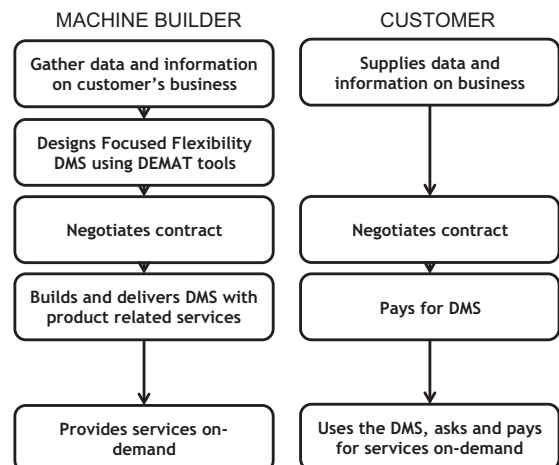 MACHINE BUILDER
CUSTOMER
Gather data and information
on customer's business
Supplies data and
information on business
Designs Focused Flexibility
DMS using DEMAT tools
Negotiates contract
Negotiates contract
Builds and delivers DMS with
product related services
Pays for DMS
Provides services on-
demand
Uses the DMS, asks and pays
for services on-demand